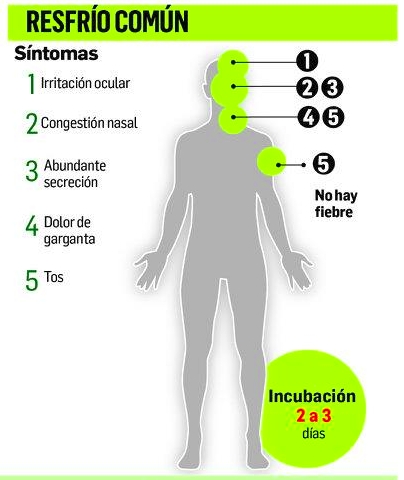 RESFRÍO COMÚN
Síntomas
1 Irritación ocular
2 Congestión nasal
3 Abundante
secreción
4 Dolor de
garganta
5 Tos
1
2 3
4 5
5
No hay
fiebre
Incubación
2 a 3
días